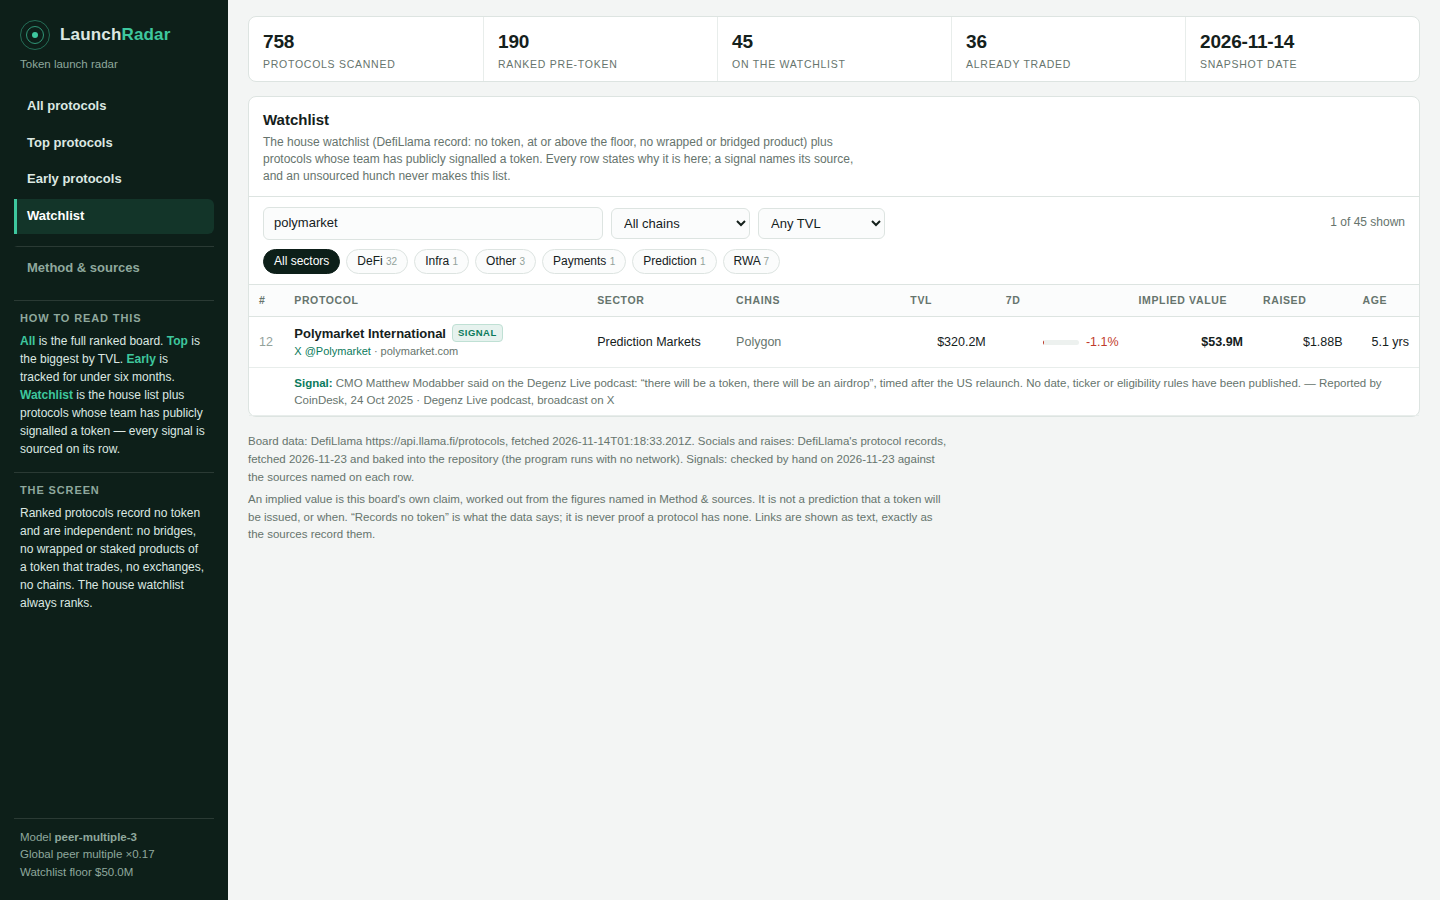 LaunchRadar
Token launch radar
All protocols
Top protocols
Early protocols
Watchlist
Method & sources
HOW TO READ THIS
All is the full ranked board. Top is
the biggest by TVL. Early is
tracked for under six months.
Watchlist is the house list plus
protocols whose team has publicly
signalled a token — every signal is
sourced on its row.
THE SCREEN
Ranked protocols record no token
and are independent: no bridges,
no wrapped or staked products of
a token that trades, no exchanges,
no chains. The house watchlist
always ranks.
Model peer-multiple-3
Global peer multiple ×0.17
Watchlist floor $50.0M
758
PROTOCOLS SCANNED
190
RANKED PRE-TOKEN
45
ON THE WATCHLIST
36
ALREADY TRADED
2026-11-14
SNAPSHOT DATE
Watchlist
The house watchlist (DefiLlama record: no token, at or above the floor, no wrapped or bridged product) plus
protocols whose team has publicly signalled a token. Every row states why it is here; a signal names its source,
and an unsourced hunch never makes this list.
polymarket All chains Any TVL 1 of 45 shown
All sectors DeFi 32 Infra 1 Other 3 Payments 1 Prediction 1 RWA 7
# PROTOCOL SECTOR CHAINS TVL 7D IMPLIED VALUE RAISED AGE
12 Polymarket International SIGNAL Prediction Markets Polygon $320.2M -1.1% $53.9M $1.88B 5.1 yrs
X @Polymarket · polymarket.com
Signal: CMO Matthew Modabber said on the Degenz Live podcast: “there will be a token, there will be an airdrop”, timed after the US relaunch. No date, ticker or eligibility rules have been published. — Reported by
CoinDesk, 24 Oct 2025 · Degenz Live podcast, broadcast on X
Board data: DefiLlama https://api.llama.fi/protocols, fetched 2026-11-14T01:18:33.201Z. Socials and raises: DefiLlama's protocol records,
fetched 2026-11-23 and baked into the repository (the program runs with no network). Signals: checked by hand on 2026-11-23 against
the sources named on each row.
An implied value is this board's own claim, worked out from the figures named in Method & sources. It is not a prediction that a token will
be issued, or when. “Records no token” is what the data says; it is never proof a protocol has none. Links are shown as text, exactly as
the sources record them.